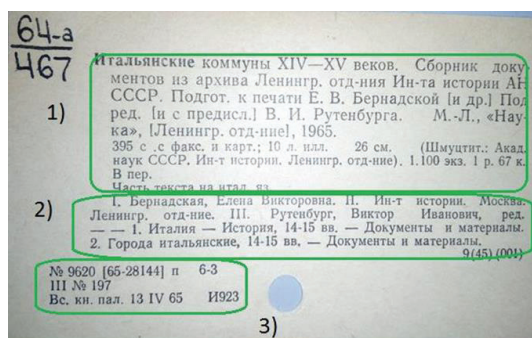 64-а
467
1)
Итальянские коммуны XIV—XV веков. Сборник доку-
ментов из архива Ленингр. отд-ния Ин-та истории АН
СССР. Подгот. к печати Е. В. Бернадской [и др.] Под
ред. [и с предисл.] В. И. Рутенбурга. М.-Л., «Нау-
ка», [Ленингр. отд-ние], 1965.
395 с. с факс. и карт.; 10 л. илл. 26 см. (Шмуцтит.: Акад.
наук СССР. Ин-т истории. Ленингр. отд-ние). 1.100 экз. 1 р. 67 к.
В пер.
Часть текста на итал. яз.
2)
I. Бернадская, Елена Викторовна. II. Ин-т истории. Москва.
Ленингр. отд-ние. III. Рутенбург, Виктор Иванович, ред.
— — 1. Италия — История, 14-15 вв. — Документы и материалы.
2. Города итальянские, 14-15 вв. — Документы и материалы.
9(45)(001)
№ 9620 [65-28144] п 6-3
III № 197
Вс. кн. пал. 13 IV 65 И923
3)